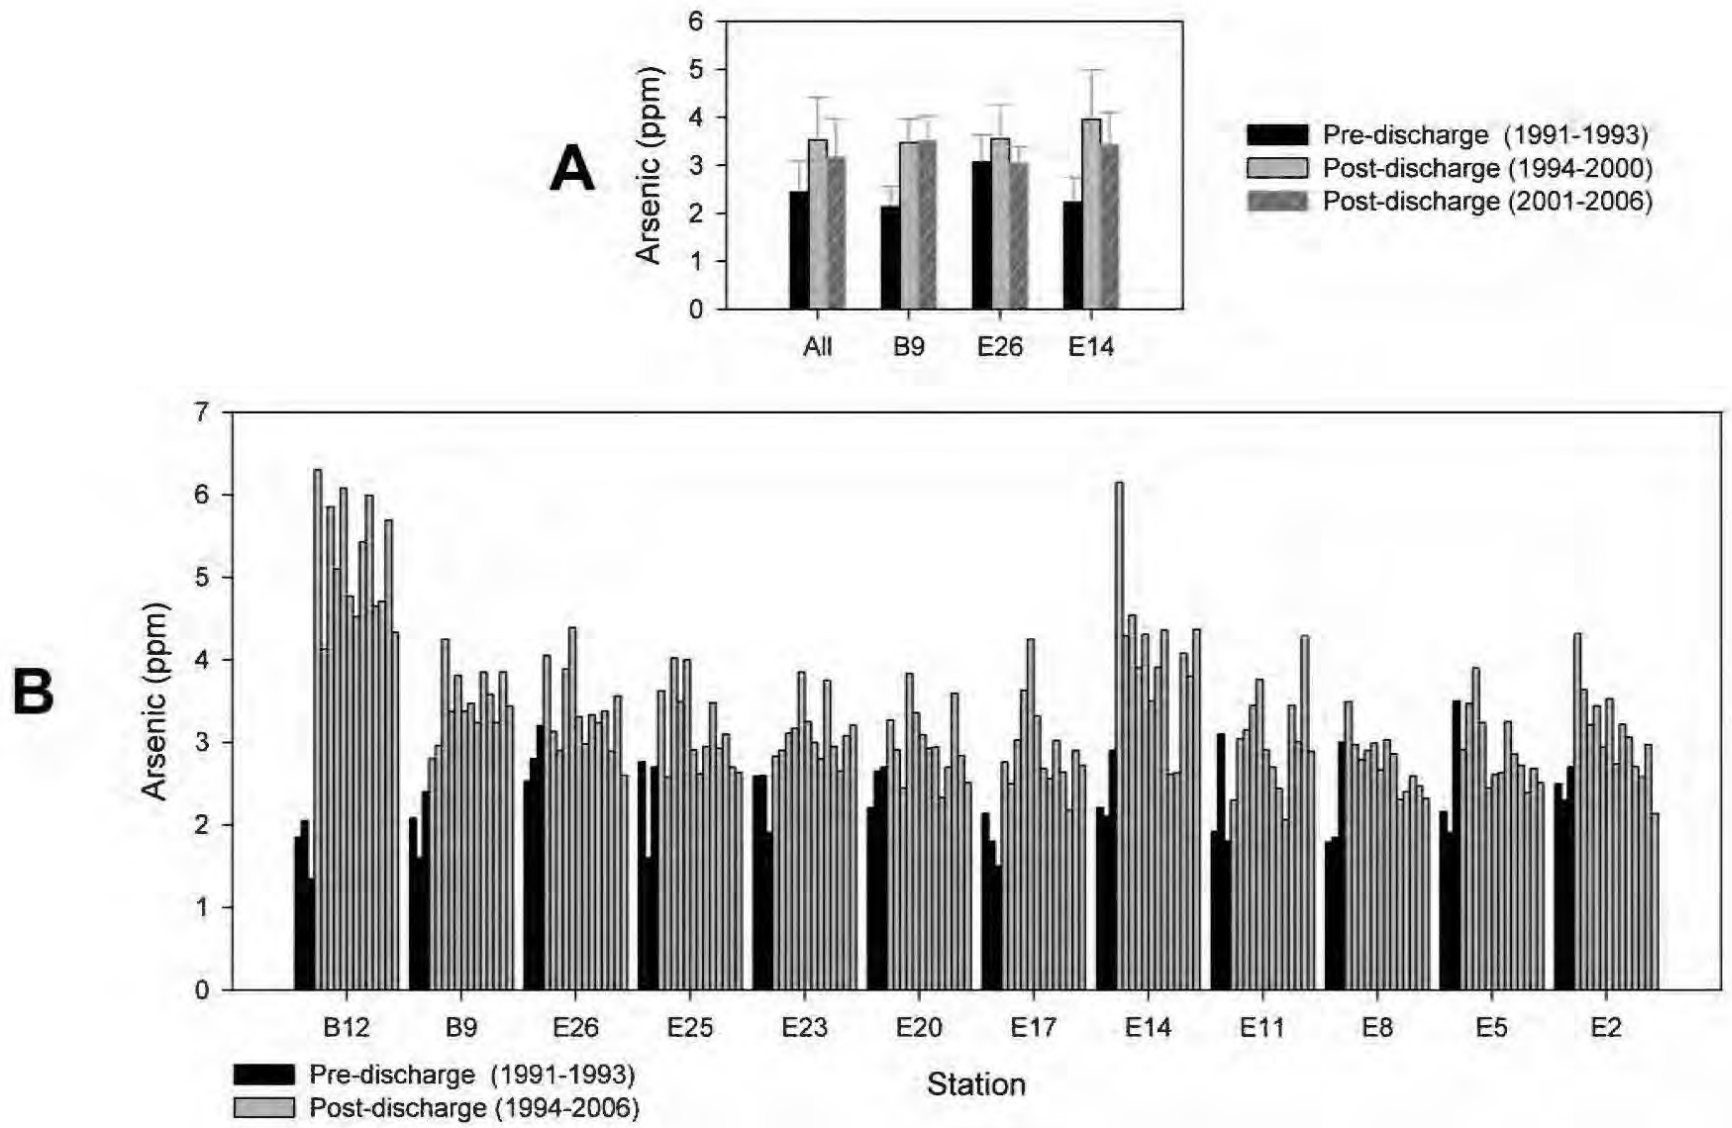 A
Arsenic (ppm)
6
5
4
3
2
1
0
All B9 E26 E14
Pre-discharge (1991-1993)
Post-discharge (1994-2000)
Post-discharge (2001-2006)
B
Arsenic (ppm)
7
6
5
4
3
2
1
0
B12 B9 E26 E25 E23 E20 E17 E14 E11 E8 E5 E2
Station
Pre-discharge (1991-1993)
Post-discharge (1994-2006)